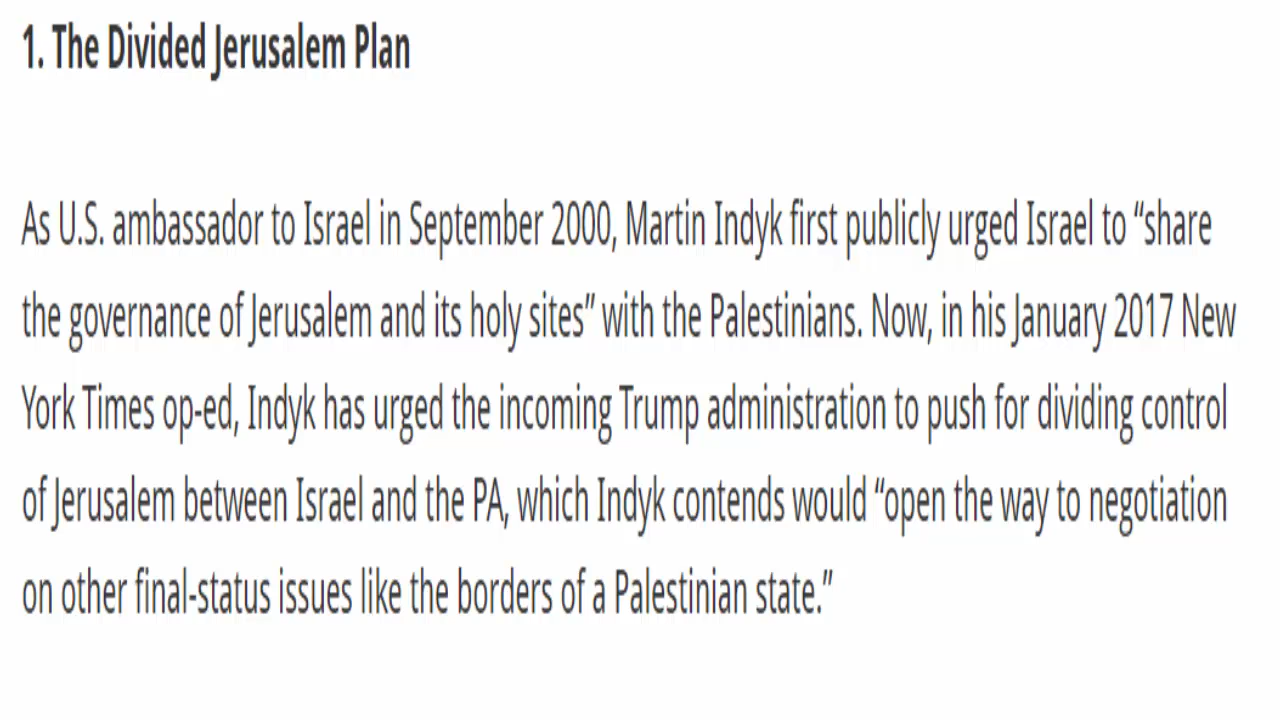 1. The Divided Jerusalem Plan
As U.S. ambassador to Israel in September 2000, Martin Indyk first publicly urged Israel to “share
the governance of Jerusalem and its holy sites” with the Palestinians. Now, in his January 2017 New
York Times op-ed, Indyk has urged the incoming Trump administration to push for dividing control
of Jerusalem between Israel and the PA, which Indyk contends would “open the way to negotiation
on other final-status issues like the borders of a Palestinian state.”